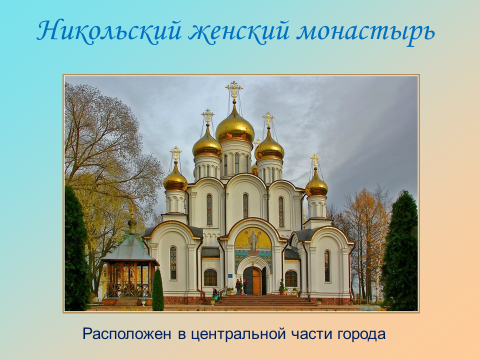 Никольский женский монастырь
Расположен в центральной части города